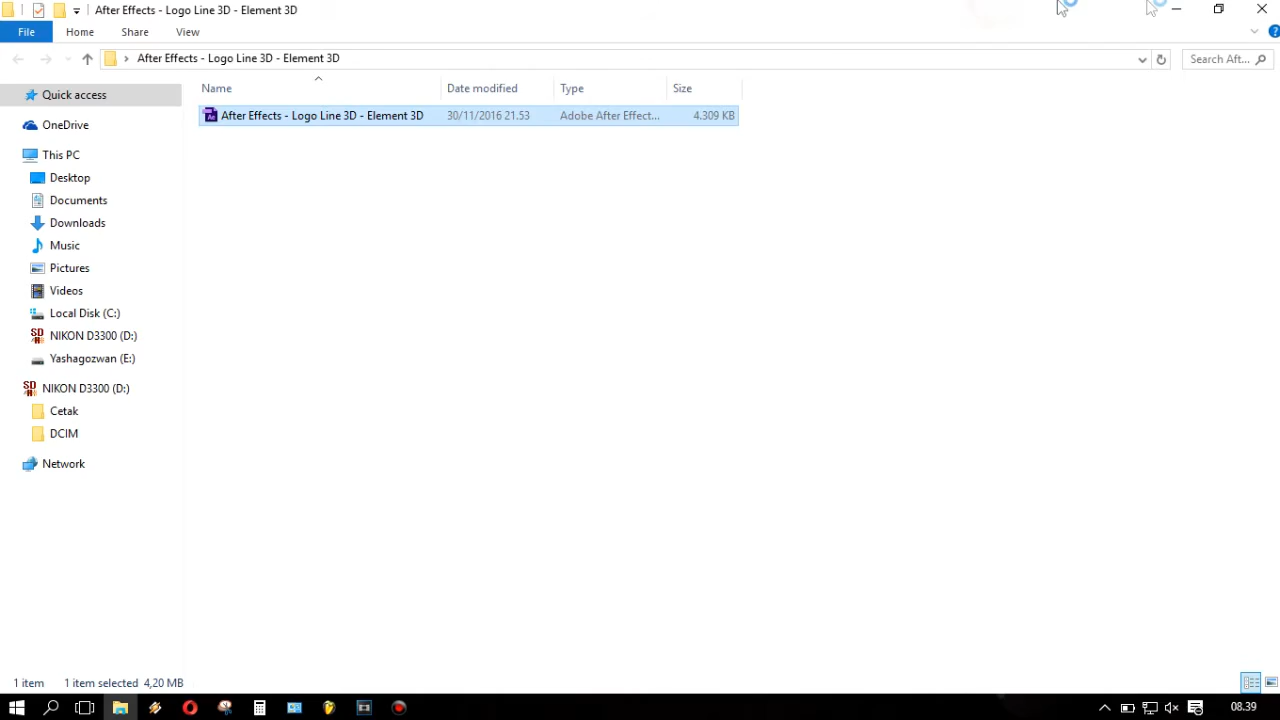 After Effects - Logo Line 3D - Element 3D
File Home Share View
After Effects - Logo Line 3D - Element 3D
Search Aft...
Name Date modified Type Size
After Effects - Logo Line 3D - Element 3D 30/11/2016 21.53 Adobe After Effect... 4.309 KB
Quick access
OneDrive
This PC
Desktop
Documents
Downloads
Music
Pictures
Videos
Local Disk (C:)
NIKON D3300 (D:)
Yashagozwan (E:)
NIKON D3300 (D:)
Cetak
DCIM
Network
1 item 1 item selected 4,20 MB
08.39